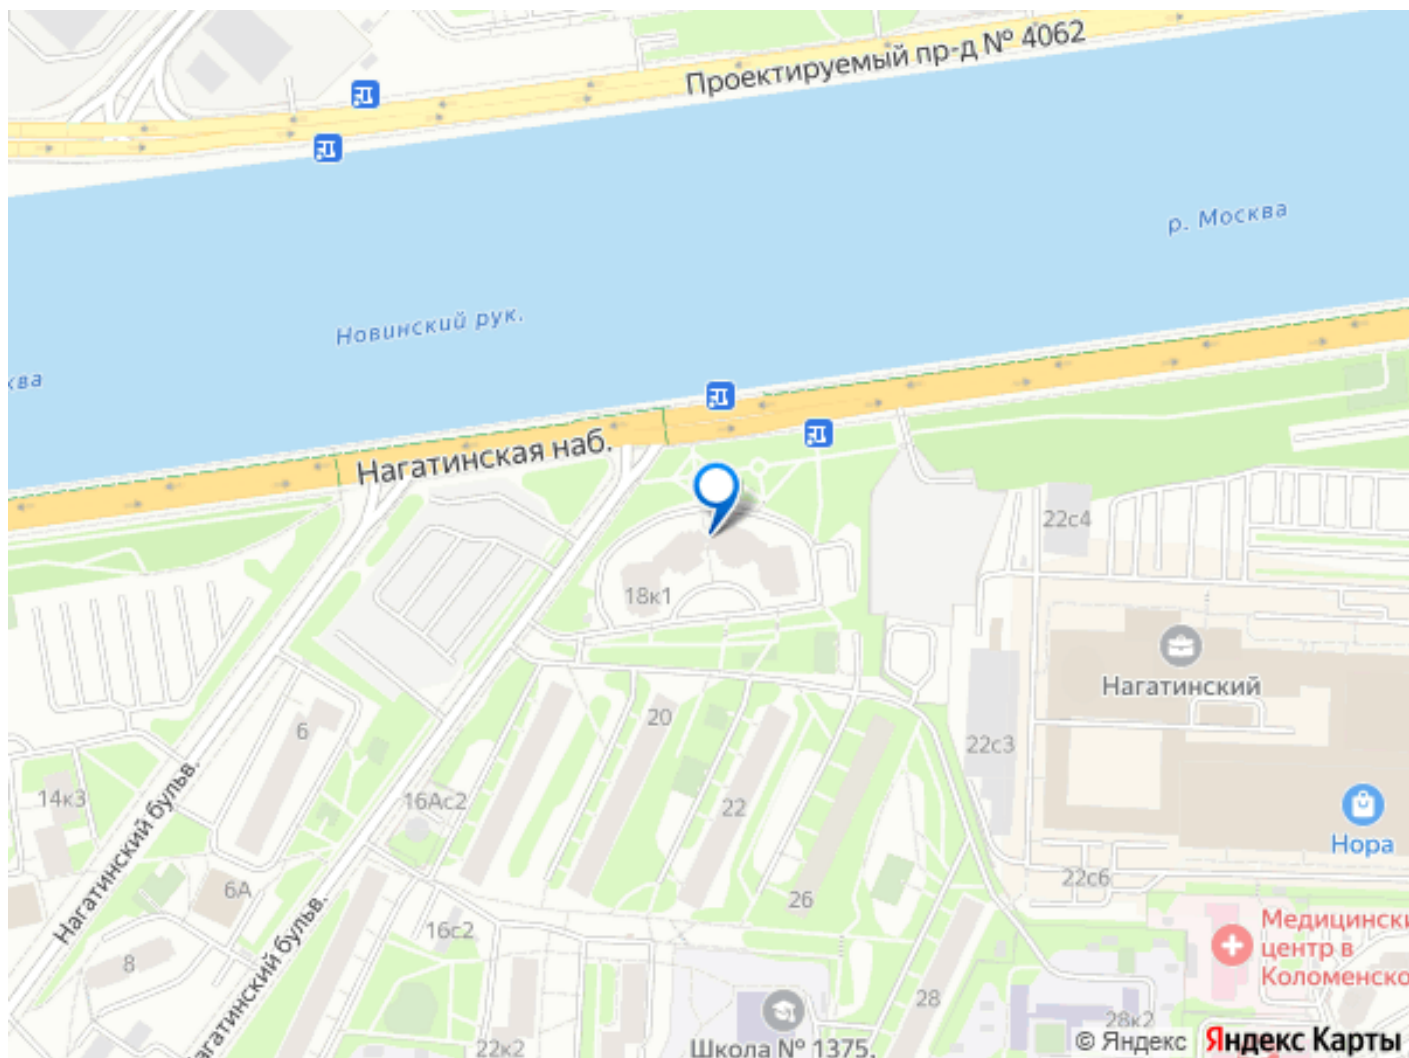 Проектируемый пр-д № 4062
р. Москва
Новинский рук.
ква
Нагатинская наб.
22с4
18к1
Нагатинский
20
6
22с3
14к3
16Ас2
22
Нора
Нагатинский бульв.
6А
26
22с6
16с2
Медицински
центр в
Коломенско
8
Нагатинский бульв.
28
28к2
22к2
Школа № 1375,
© Яндекс Яндекс Карты